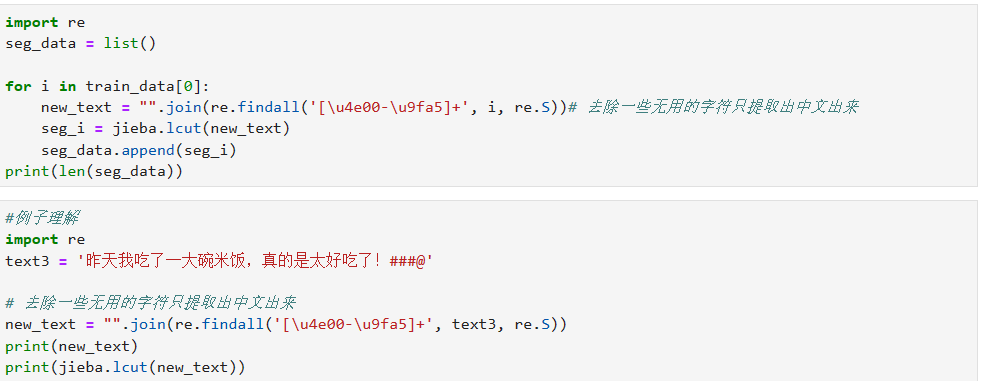 import re
seg_data = list()
for i in train_data[0]:
    new_text = "".join(re.findall('[\u4e00-\u9fa5]+', i, re.S))# 去除一些无用的字符只提取出中文出来
    seg_i = jieba.lcut(new_text)
    seg_data.append(seg_i)
print(len(seg_data))
#例子理解
import re
text3 = '昨天我吃了一大碗米饭，真的是太好吃了！###@'
# 去除一些无用的字符只提取出中文出来
new_text = "".join(re.findall('[\u4e00-\u9fa5]+', text3, re.S))
print(new_text)
print(jieba.lcut(new_text))